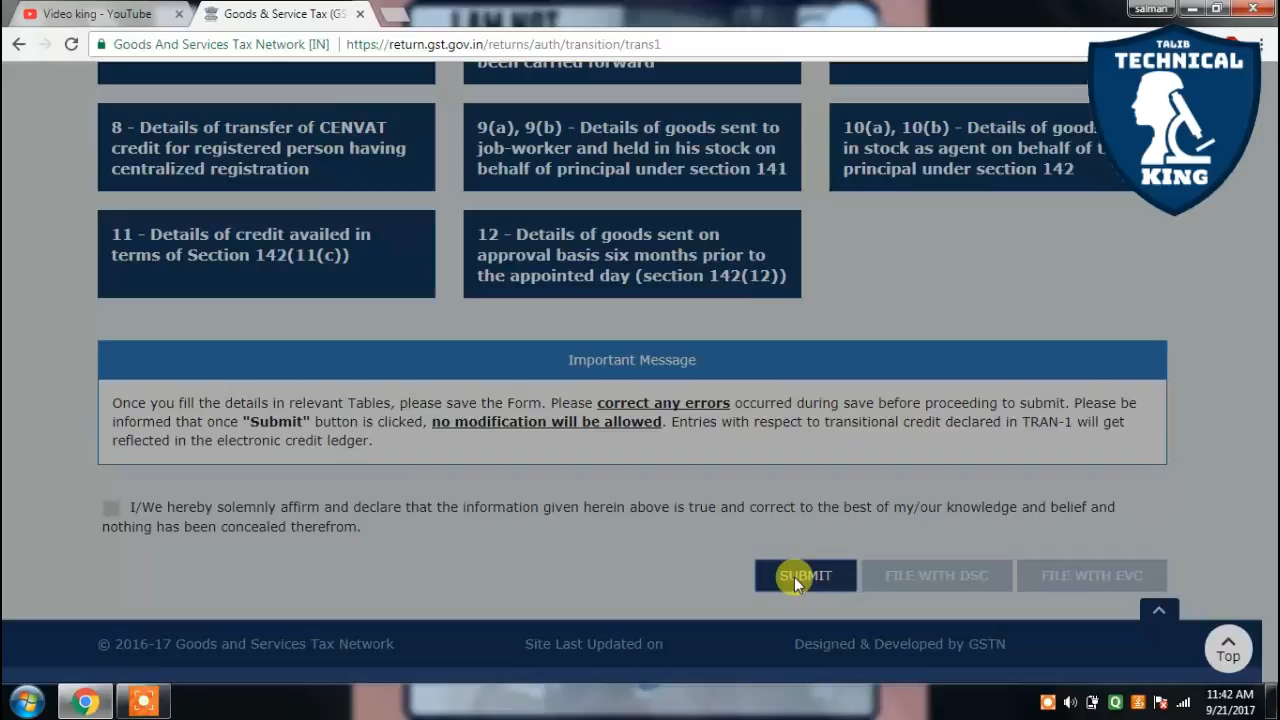 Video king - YouTube
Goods & Service Tax (GS
salman
Goods And Services Tax Network [IN]
https://return.gst.gov.in/returns/auth/transition/trans1
TALIB
TECHNICAL
KING
been carried forward
8 - Details of transfer of CENVAT
credit for registered person having
centralized registration
9(a), 9(b) - Details of goods sent to
job-worker and held in his stock on
behalf of principal under section 141
10(a), 10(b) - Details of good
in stock as agent on behalf of t
principal under section 142
11 - Details of credit availed in
terms of Section 142(11(c))
12 - Details of goods sent on
approval basis six months prior to
the appointed day (section 142(12))
Important Message
Once you fill the details in relevant Tables, please save the Form. Please correct any errors occurred during save before proceeding to submit. Please be
informed that once "Submit" button is clicked, no modification will be allowed. Entries with respect to transitional credit declared in TRAN-1 will get
reflected in the electronic credit ledger.
I/We hereby solemnly affirm and declare that the information given herein above is true and correct to the best of my/our knowledge and belief and
nothing has been concealed therefrom.
SUBMIT
FILE WITH DSC
FILE WITH EVC
© 2016-17 Goods and Services Tax Network
Site Last Updated on
Designed & Developed by GSTN
Top
11:42 AM
9/21/2017